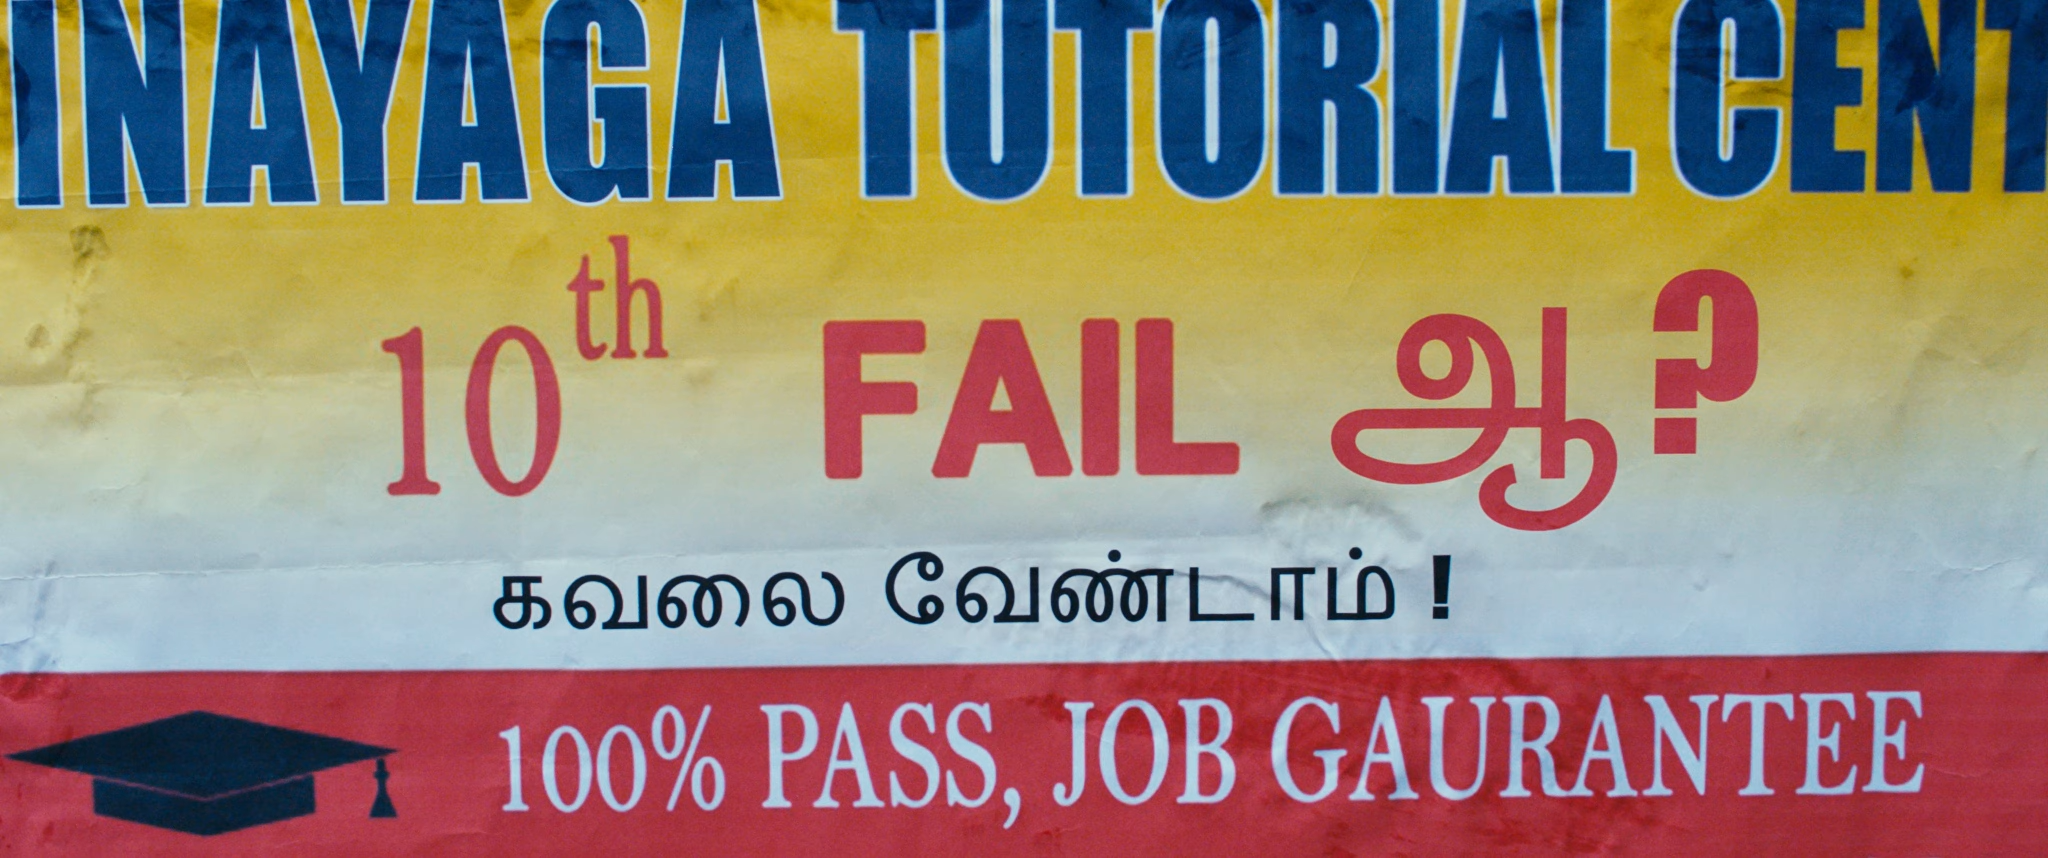 INAYAGA TUTORIAL CENT
10th FAIL ஆ?
கவலை வேண்டாம் !
100% PASS, JOB GAURANTEE